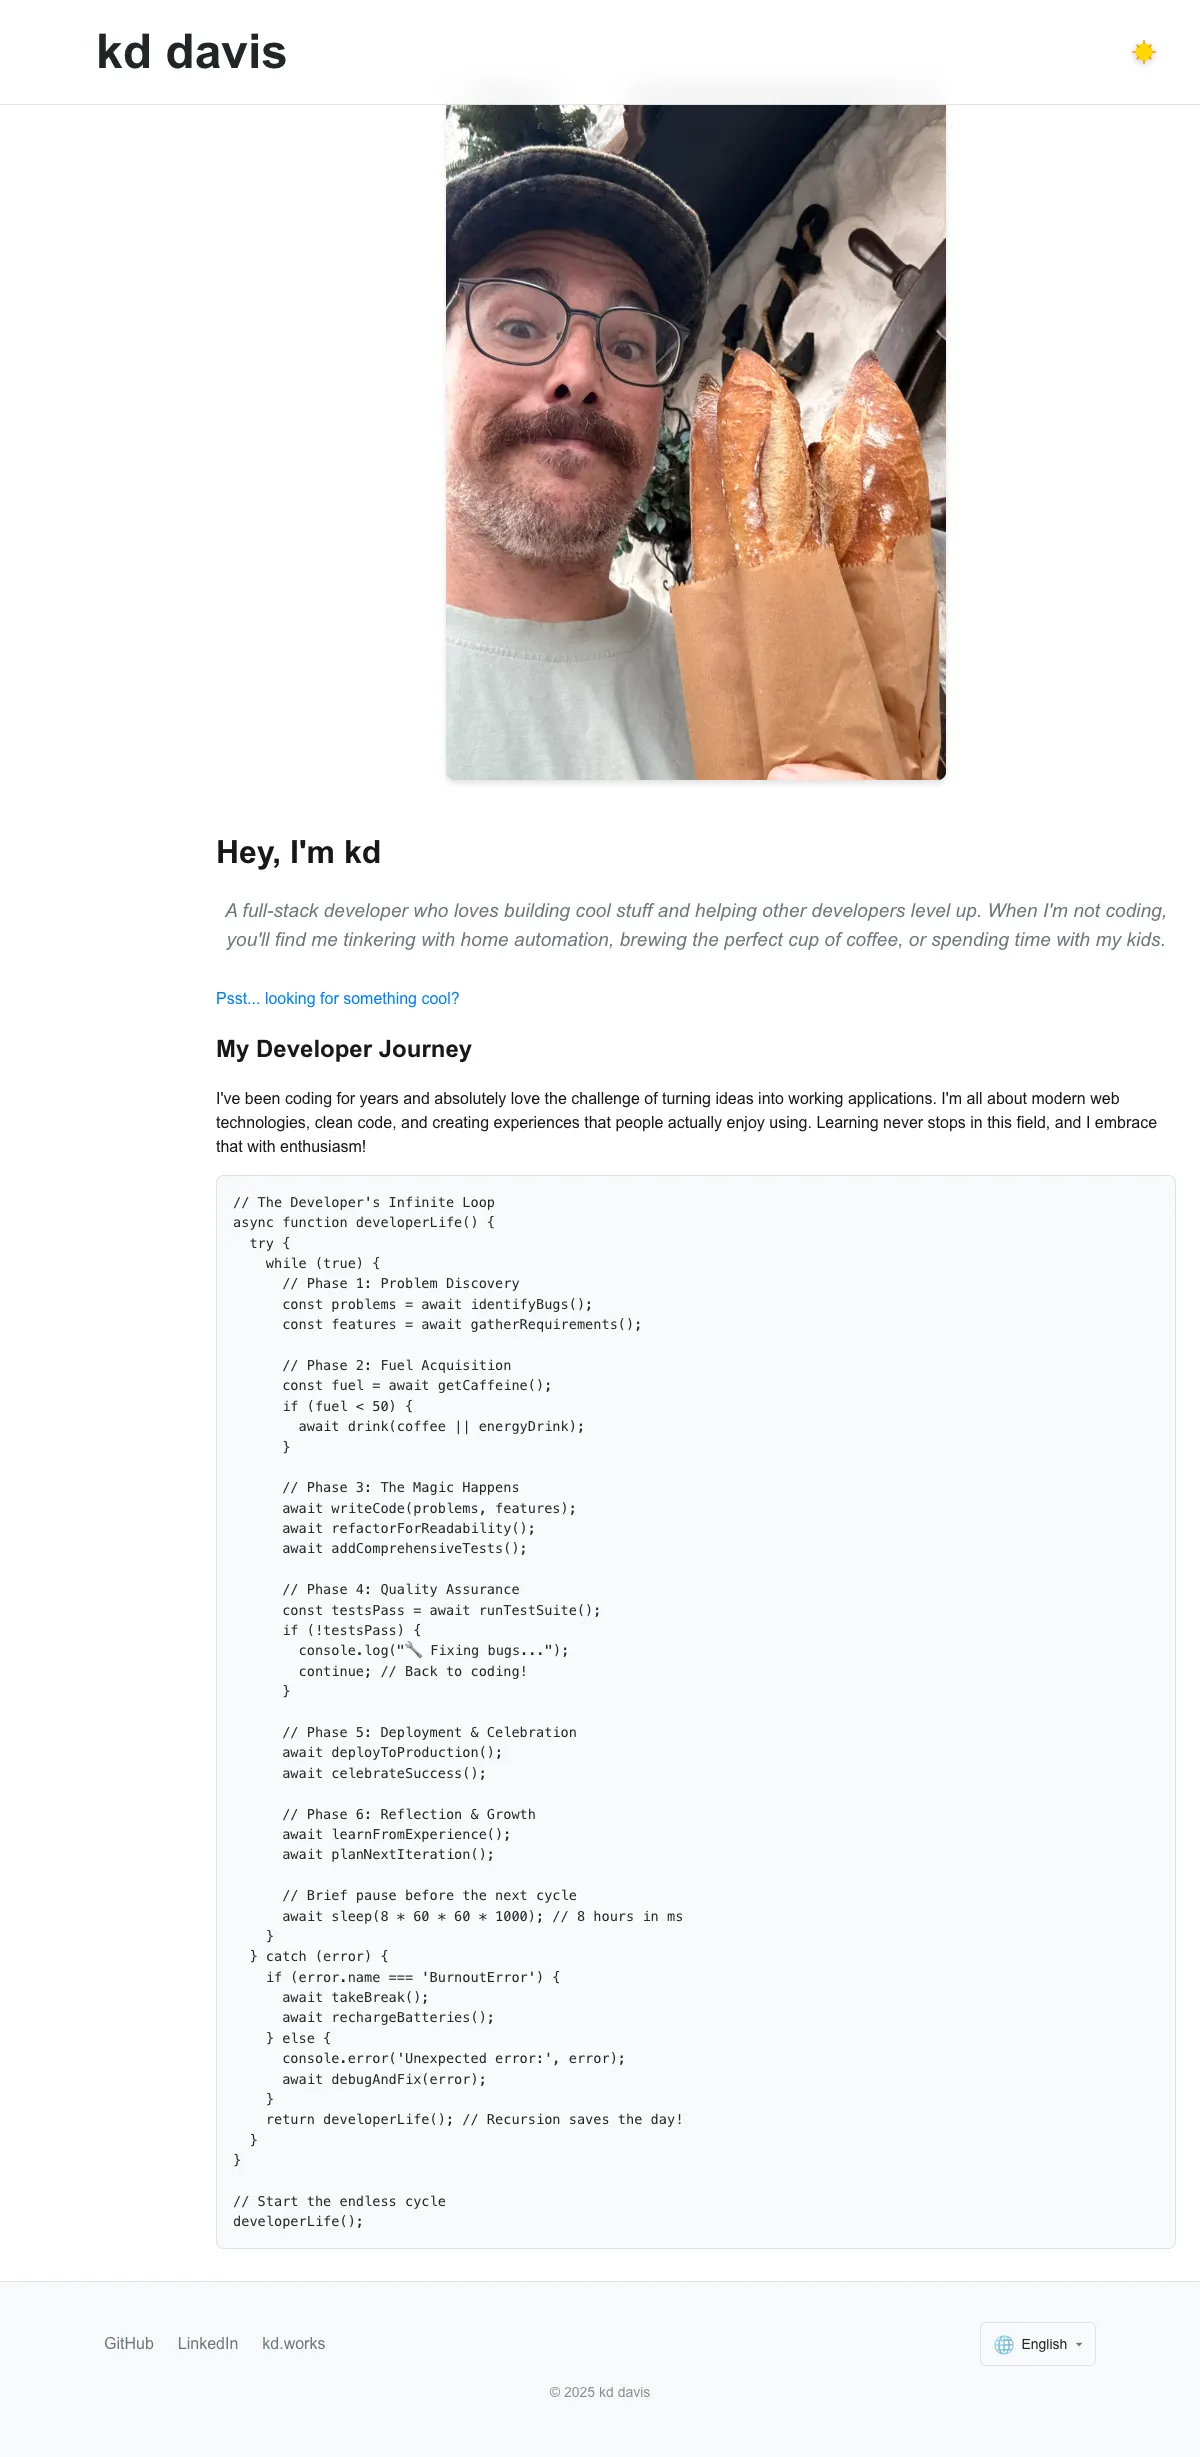 kd davis
Hey, I'm kd
A full-stack developer who loves building cool stuff and helping other developers level up. When I'm not coding,
you'll find me tinkering with home automation, brewing the perfect cup of coffee, or spending time with my kids.
Psst... looking for something cool?
My Developer Journey
I've been coding for years and absolutely love the challenge of turning ideas into working applications. I'm all about modern web
technologies, clean code, and creating experiences that people actually enjoy using. Learning never stops in this field, and I embrace
that with enthusiasm!
// The Developer's Infinite Loop
async function developerLife() {
  try {
    while (true) {
      // Phase 1: Problem Discovery
      const problems = await identifyBugs();
      const features = await gatherRequirements();

      // Phase 2: Fuel Acquisition
      const fuel = await getCaffeine();
      if (fuel < 50) {
        await drink(coffee || energyDrink);
      }

      // Phase 3: The Magic Happens
      await writeCode(problems, features);
      await refactorForReadability();
      await addComprehensiveTests();

      // Phase 4: Quality Assurance
      const testsPass = await runTestSuite();
      if (!testsPass) {
        console.log("🔧 Fixing bugs...");
        continue; // Back to coding!
      }

      // Phase 5: Deployment & Celebration
      await deployToProduction();
      await celebrateSuccess();

      // Phase 6: Reflection & Growth
      await learnFromExperience();
      await planNextIteration();

      // Brief pause before the next cycle
      await sleep(8 * 60 * 60 * 1000); // 8 hours in ms
    }
  } catch (error) {
    if (error.name === 'BurnoutError') {
      await takeBreak();
      await rechargeBatteries();
    } else {
      console.error('Unexpected error:', error);
      await debugAndFix(error);
    }
    return developerLife(); // Recursion saves the day!
  }
}

// Start the endless cycle
developerLife();
GitHub LinkedIn kd.works
🌐 English
© 2025 kd davis